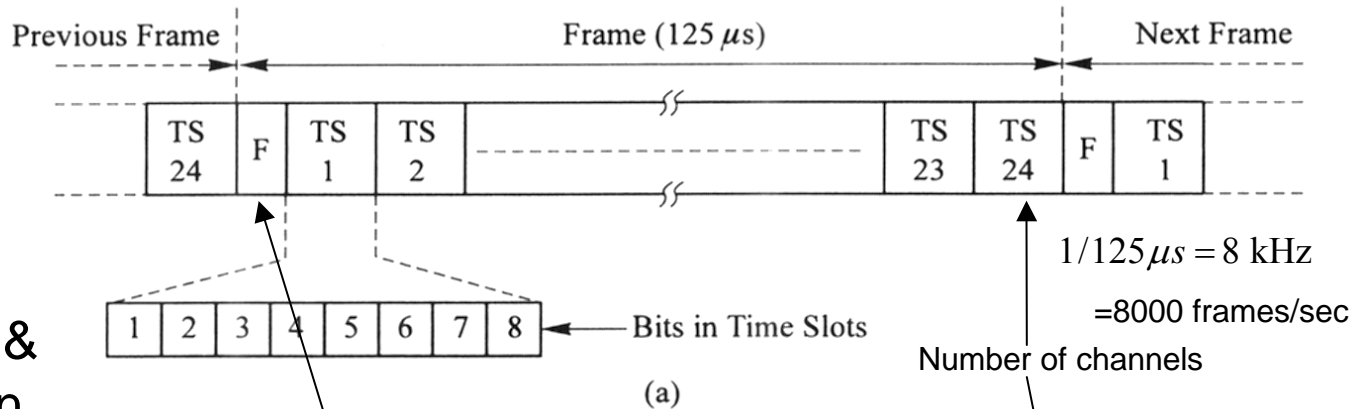 Previous Frame Frame (125 μs) Next Frame
TS 24 F TS 1 TS 2 TS 23 TS 24 F TS 1
1/125μs = 8 kHz
=8000 frames/sec
1 2 3 4 5 6 7 8 Bits in Time Slots
&
Number of channels
(a)